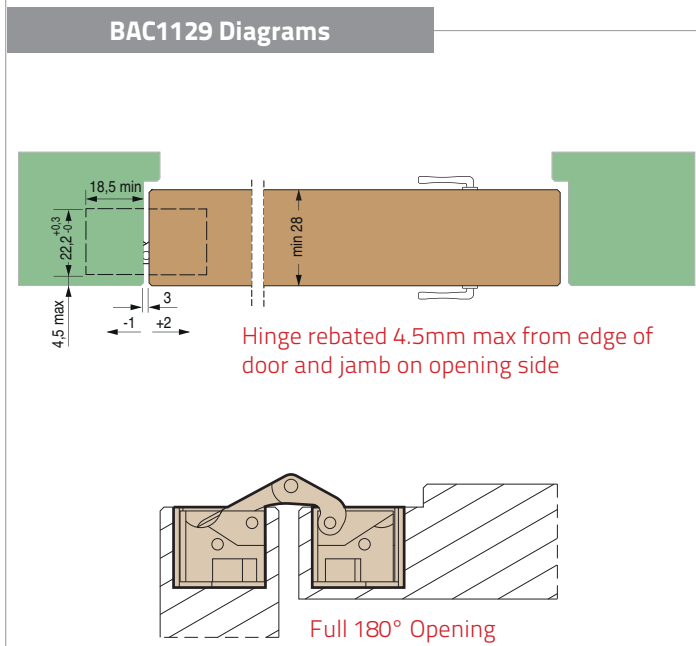 BAC1129 Diagrams
18,5 min
22,2 +0,3 -0
min 28
4,5 max
3
-1 +2
Hinge rebated 4.5mm max from edge of
door and jamb on opening side
Full 180° Opening